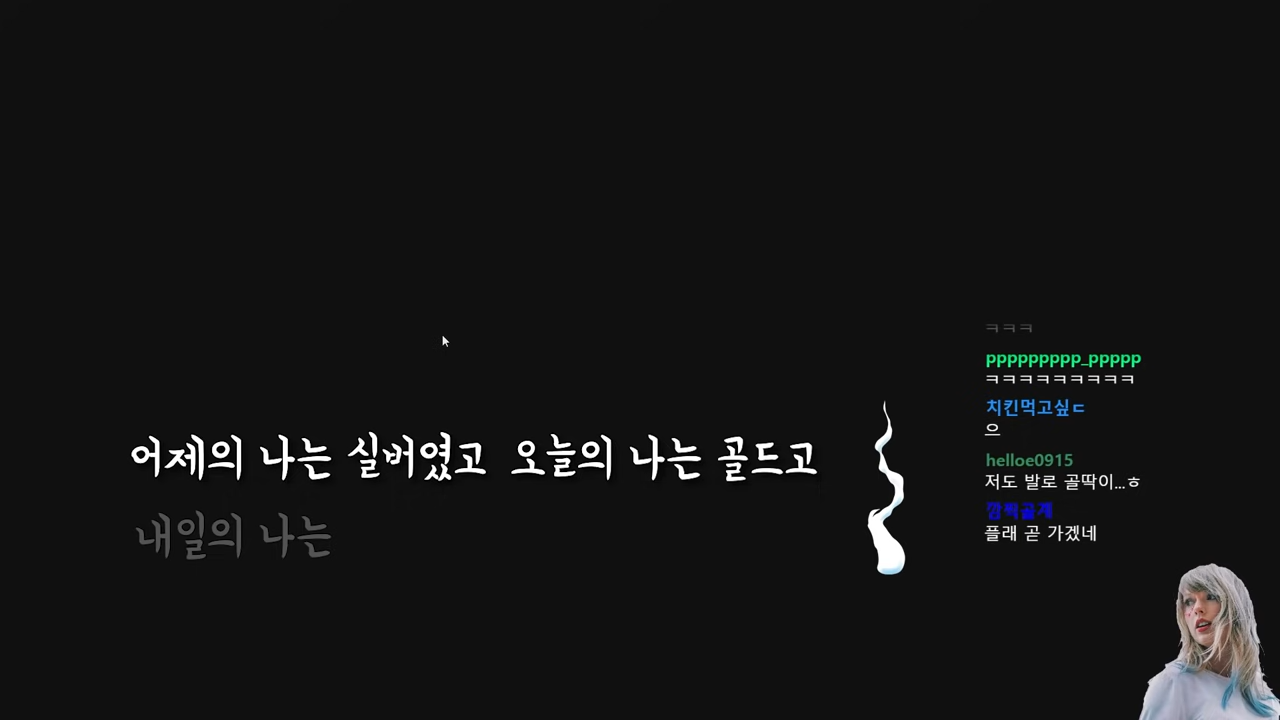 어제의 나는 실버였고 오늘의 나는 골드고
내일의 나는
ㅋㅋㅋ
ppppppppp_ppppp
ㅋㅋㅋㅋㅋㅋㅋㅋㅋ
치킨먹고싶ㄷ
으
helloe0915
저도 발로 골딱이...ㅎ
플래 곧 가겠네